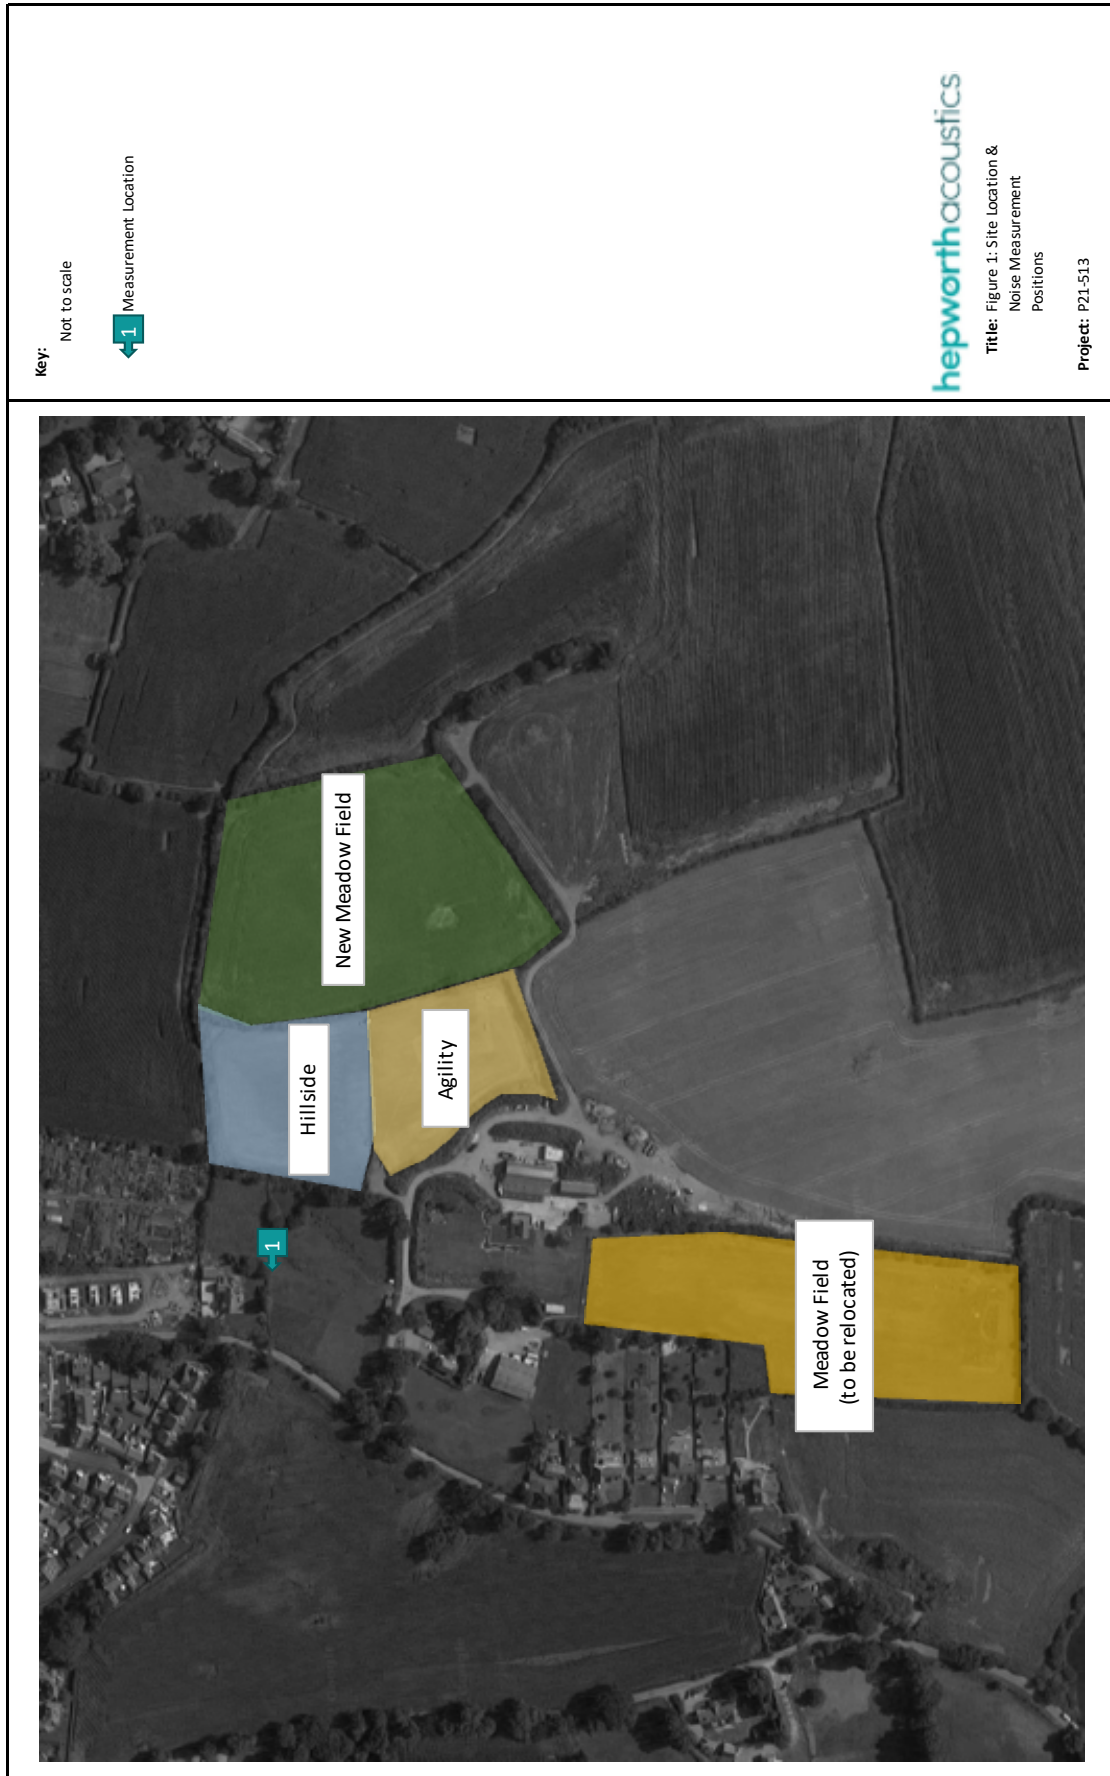 Key:
Not to scale
1 Measurement Location
New Meadow Field
Hillside
Agility
1
Meadow Field
(to be relocated)
hepworthacoustics
Title: Figure 1: Site Location &
Noise Measurement
Positions
Project: P21-513